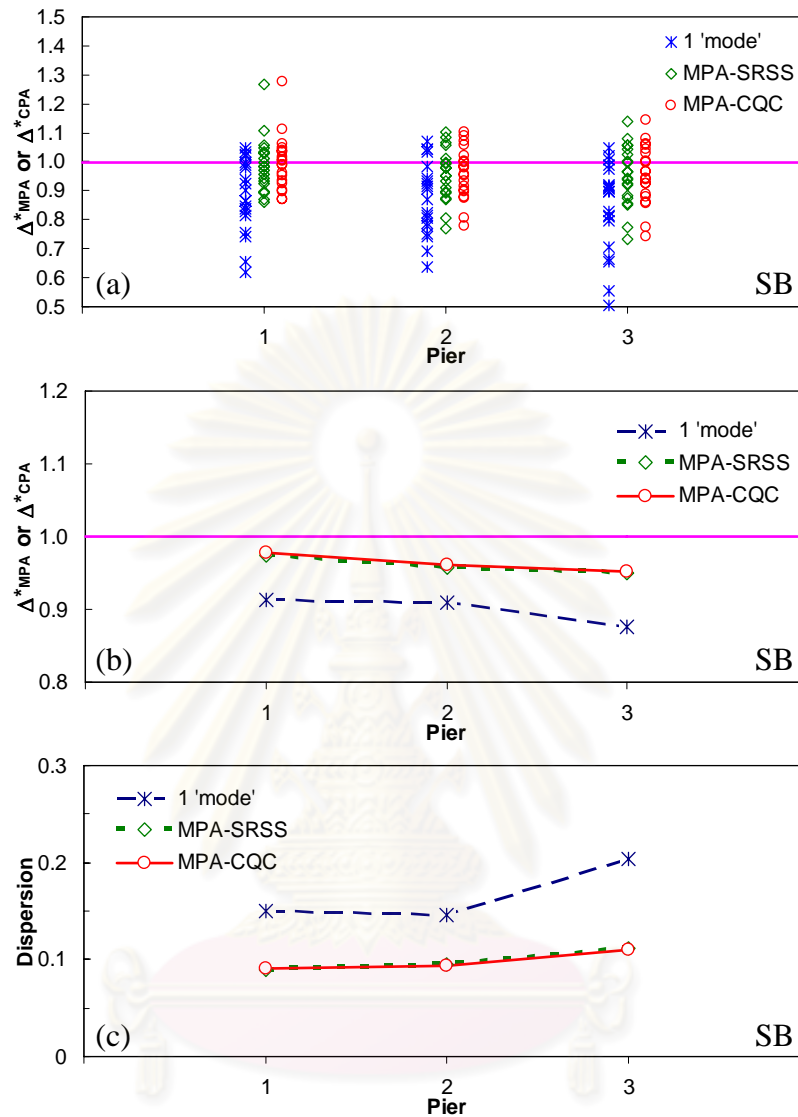 1.5
1.4
1.3
1.2
1.1
1.0
0.9
0.8
0.7
0.6
0.5
Δ*MPA or Δ*CPA
1 'mode'
MPA-SRSS
MPA-CQC
(a)
SB
1 2 3
Pier
1.2
1.1
1.0
0.9
0.8
Δ*MPA or Δ*CPA
1 'mode'
MPA-SRSS
MPA-CQC
(b)
SB
1 2 3
Pier
0.3
0.2
0.1
0
Dispersion
1 'mode'
MPA-SRSS
MPA-CQC
(c)
SB
1 2 3
Pier